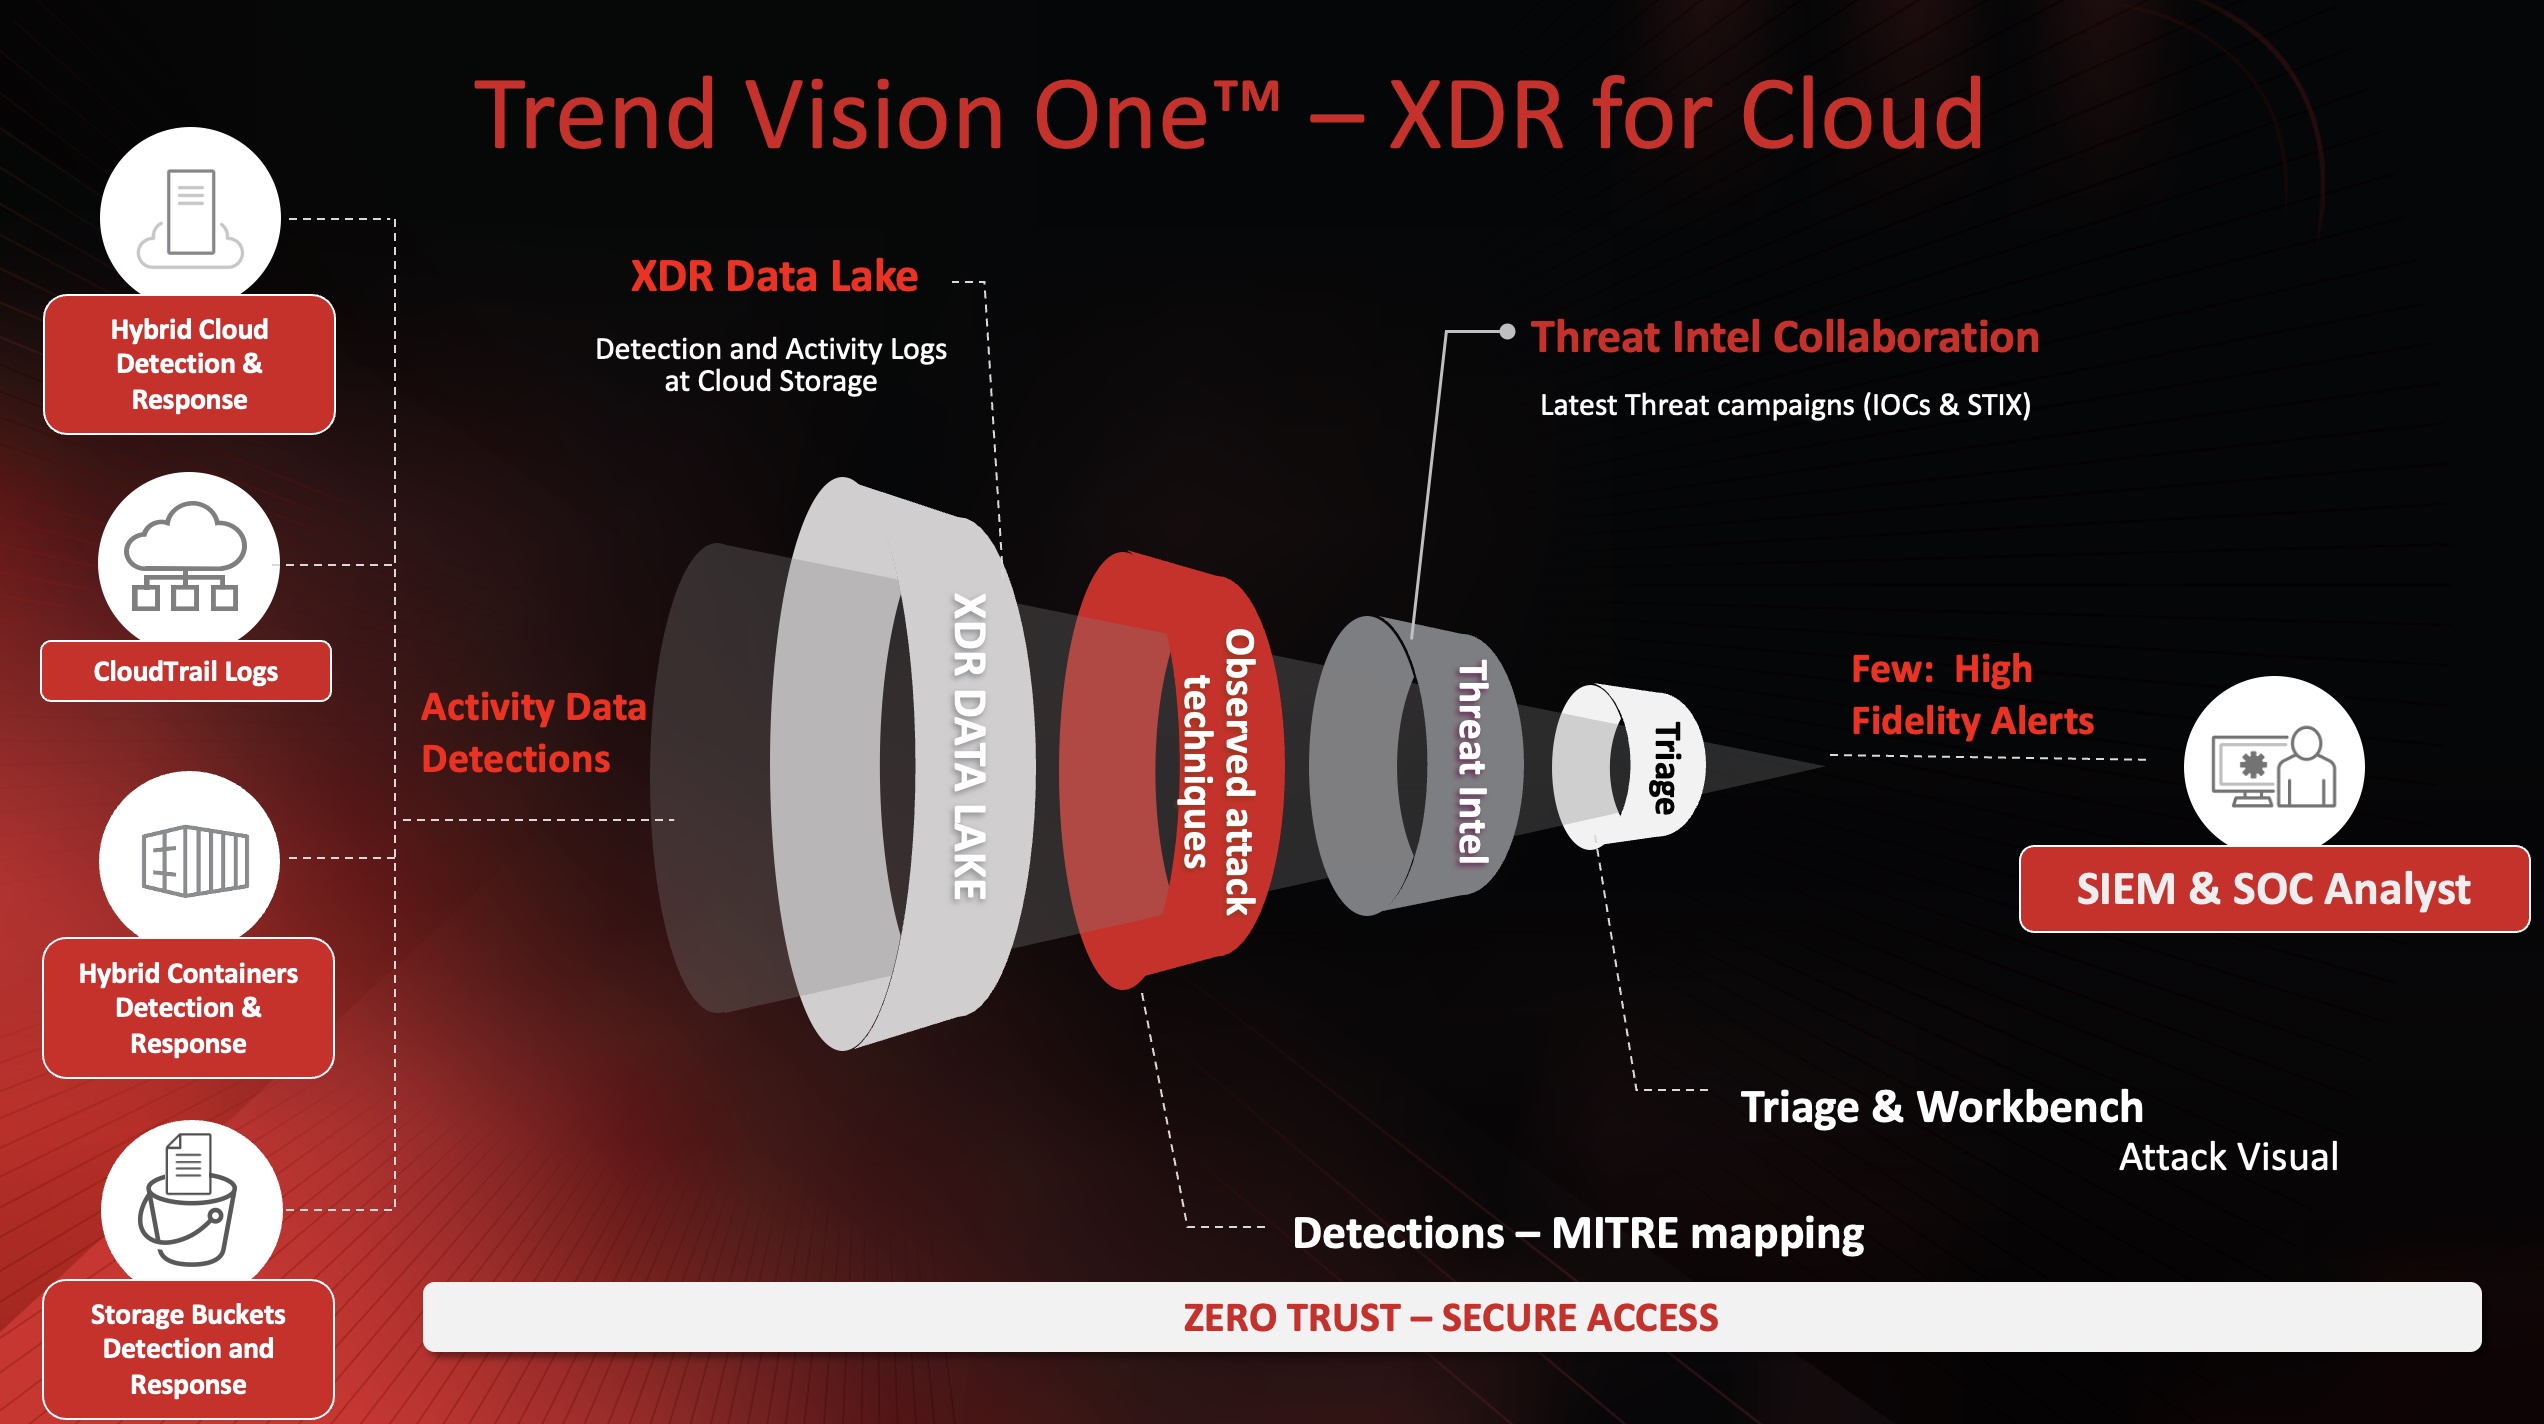 Trend Vision One™ – XDR for Cloud
Hybrid Cloud
Detection &
Response
CloudTrail Logs
Hybrid Containers
Detection &
Response
Storage Buckets
Detection and
Response
Activity Data
Detections
XDR Data Lake
Detection and Activity Logs
at Cloud Storage
XDR DATA LAKE
Observed attack
techniques
Threat Intel
Triage
Threat Intel Collaboration
Latest Threat campaigns (IOCs & STIX)
Few:  High
Fidelity Alerts
SIEM & SOC Analyst
Triage & Workbench
Attack Visual
Detections – MITRE mapping
ZERO TRUST – SECURE ACCESS